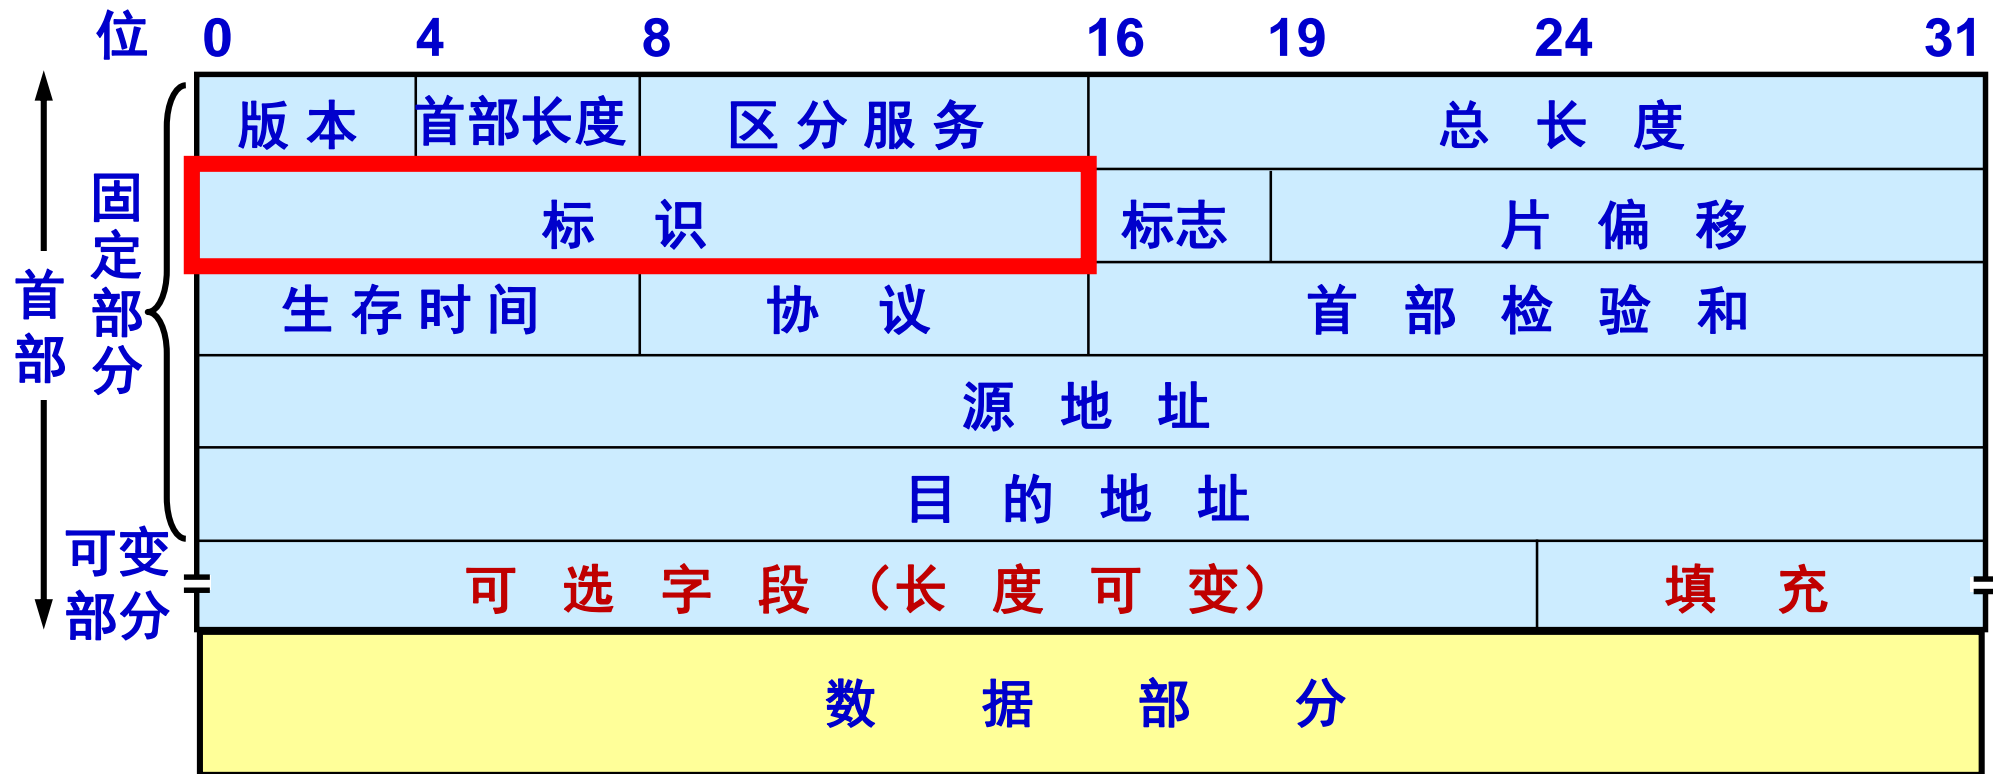 位 0 4 8 16 19 24 31
版本 首部长度 区分服务 总长度
标识 标志 片偏移
生存时间 协议 首部检验和
源地址
目的地址
可选字段（长度可变） 填充
数据部分
首部
固定部分
可变
部分